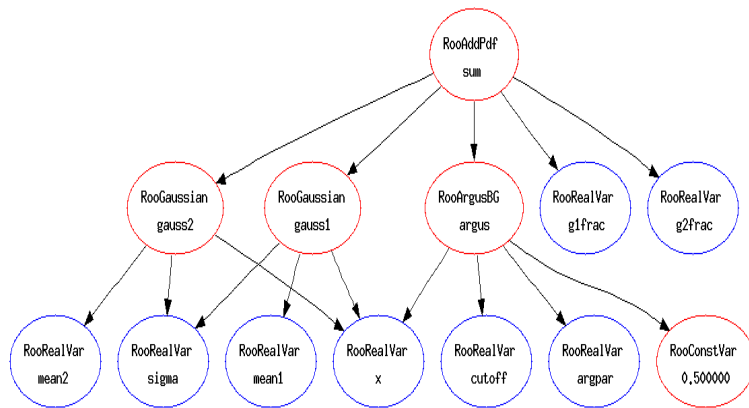 RooAddPdf
sum
RooGaussian
gauss2
RooGaussian
gauss1
RooArgusBG
argus
RooRealVar
g1frac
RooRealVar
g2frac
RooRealVar
mean2
RooRealVar
sigma
RooRealVar
mean1
RooRealVar
x
RooRealVar
cutoff
RooRealVar
argpar
RooConstVar
0.500000